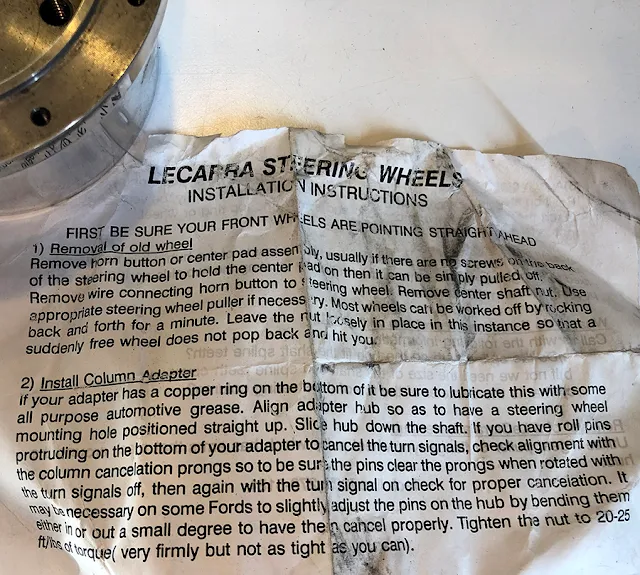 LECARRA STEERING WHEELS
INSTALLATION INSTRUCTIONS
FIRST BE SURE YOUR FRONT WHEELS ARE POINTING STRAIGHT AHEAD
1) Removal of old wheel
Remove horn button or center pad assembly, usually if there are no screws on the back
of the steering wheel to hold the center pad on then it can be simply pulled off.
Remove wire connecting horn button to steering wheel. Remove center shaft nut. Use
appropriate steering wheel puller if necessary. Most wheels can be worked off by rocking
back and forth for a minute. Leave the nut loosely in place in this instance so that a
suddenly free wheel does not pop back and hit you.
2) Install Column Adapter
if your adapter has a copper ring on the bottom of it be sure to lubricate this with some
all purpose automotive grease. Align adapter hub so as to have a steering wheel
mounting hole positioned straight up. Slide hub down the shaft. If you have roll pins
protruding on the bottom of your adapter to cancel the turn signals, check alignment with
the column cancelation prongs so to be sure the pins clear the prongs when rotated with
the turn signals off, then again with the turn signal on check for proper cancelation. It
may be necessary on some Fords to slightly adjust the pins on the hub by bending them
either in or out a small degree to have them cancel properly. Tighten the nut to 20-25
ft/lbs of torque( very firmly but not as tight as you can).